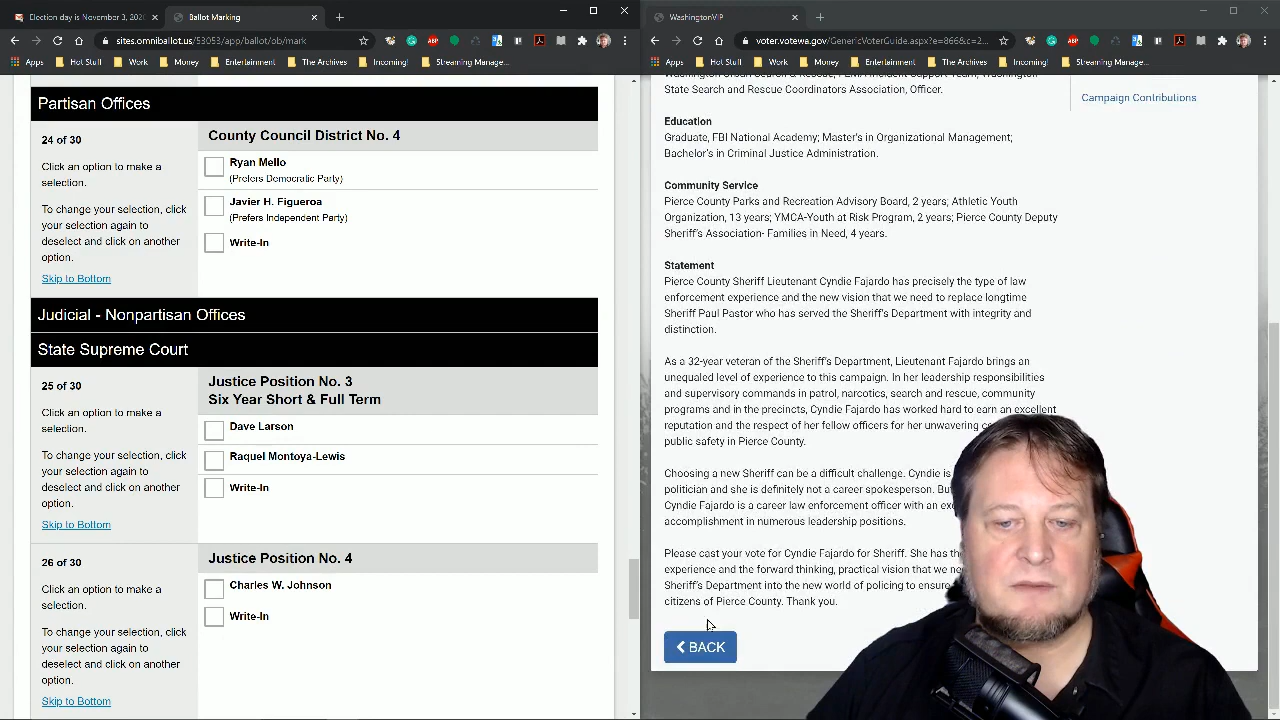 Election day is November 3, 2020
Ballot Marking
WashingtonVIP
sites.omniballot.us/53053/app/ballot/ob/mark
voter.votewa.gov/GenericVoterGuide.aspx?e=866&c=2...
Apps
Hot Stuff
Work
Money
Entertainment
The Archives
Incoming!
Streaming Manage...
Apps
Hot Stuff
Work
Money
Entertainment
The Archives
Incoming!
Streaming Manage...
Partisan Offices
24 of 30
Click an option to make a
selection.
To change your selection, click
your selection again to
deselect and click on another
option.
Skip to Bottom
County Council District No. 4
Ryan Mello
(Prefers Democratic Party)
Javier H. Figueroa
(Prefers Independent Party)
Write-In
Judicial - Nonpartisan Offices
State Supreme Court
25 of 30
Click an option to make a
selection.
To change your selection, click
your selection again to
deselect and click on another
option.
Skip to Bottom
Justice Position No. 3
Six Year Short & Full Term
Dave Larson
Raquel Montoya-Lewis
Write-In
26 of 30
Click an option to make a
selection.
To change your selection, click
your selection again to
deselect and click on another
option.
Skip to Bottom
Justice Position No. 4
Charles W. Johnson
Write-In
State Search and Rescue Coordinators Association, Officer.
Campaign Contributions
Education
Graduate, FBI National Academy; Master's in Organizational Management;
Bachelor's in Criminal Justice Administration.
Community Service
Pierce County Parks and Recreation Advisory Board, 2 years; Athletic Youth
Organization, 13 years; YMCA-Youth at Risk Program, 2 years; Pierce County Deputy
Sheriff's Association- Families in Need, 4 years.
Statement
Pierce County Sheriff Lieutenant Cyndie Fajardo has precisely the type of law
enforcement experience and the new vision that we need to replace longtime
Sheriff Paul Pastor who has served the Sheriff's Department with integrity and
distinction.
As a 32-year veteran of the Sheriff's Department, Lieutenant Fajardo brings an
unequaled level of experience to this campaign. In her leadership responsibilities
and supervisory commands in patrol, narcotics, search and rescue, community
programs and in the precincts, Cyndie Fajardo has worked hard to earn an excellent
reputation and the respect of her fellow officers for her unwavering
public safety in Pierce County.
Choosing a new Sheriff can be a difficult challenge. Cyndie is
politician and she is definitely not a career spokesperson. But
Cyndie Fajardo is a career law enforcement officer with an
accomplishment in numerous leadership positions.
Please cast your vote for Cyndie Fajardo for Sheriff. She has the
experience and the forward thinking, practical vision that we
Sheriff's Department into the new world of policing to ensure
citizens of Pierce County. Thank you.
BACK